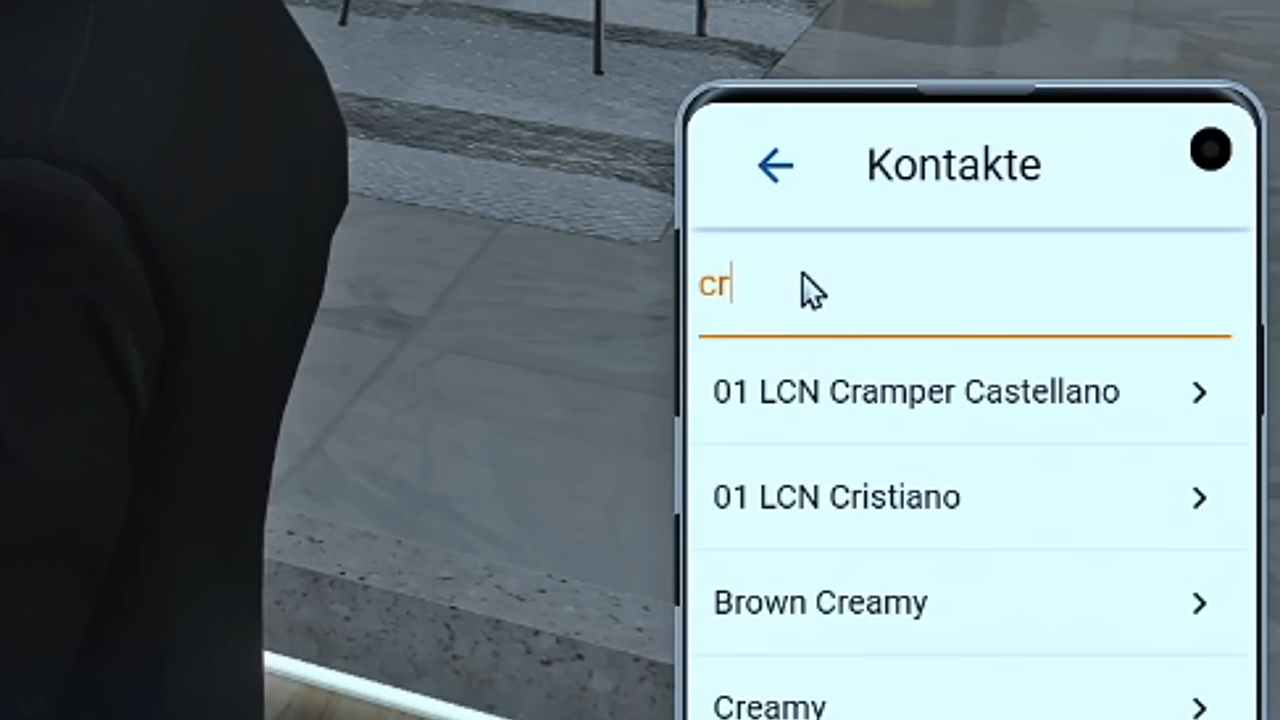 Kontakte
cr
01 LCN Cramper Castellano
01 LCN Cristiano
Brown Creamy
Creamy